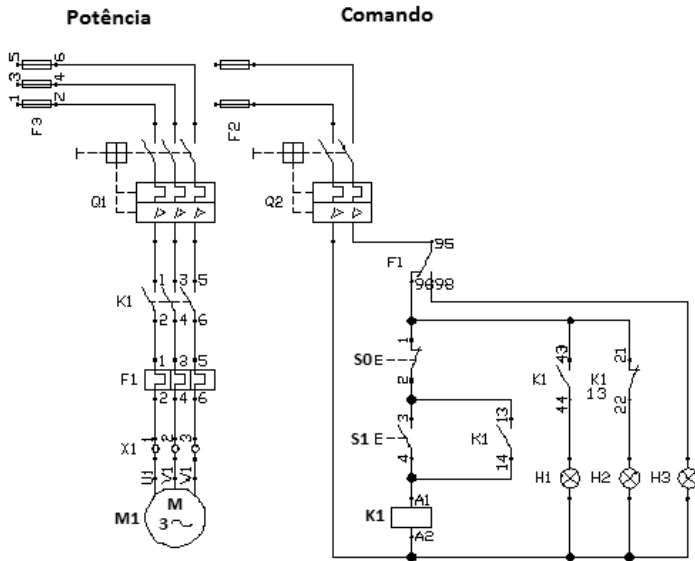 Potência
Comando
5 6
3 4
1 2
F3
F2
Q1
Q2
95
F1
96 98
1 3 5
K1
2 4 6
1
S0 E
2
43
K1
44
21
K1
13
22
1 3 5
F1
2 4 6
3
S1 E
4
13
K1
14
1 2 3
X1
U1 V1 W1
H1
H2
H3
M1
M
3
A1
K1
A2